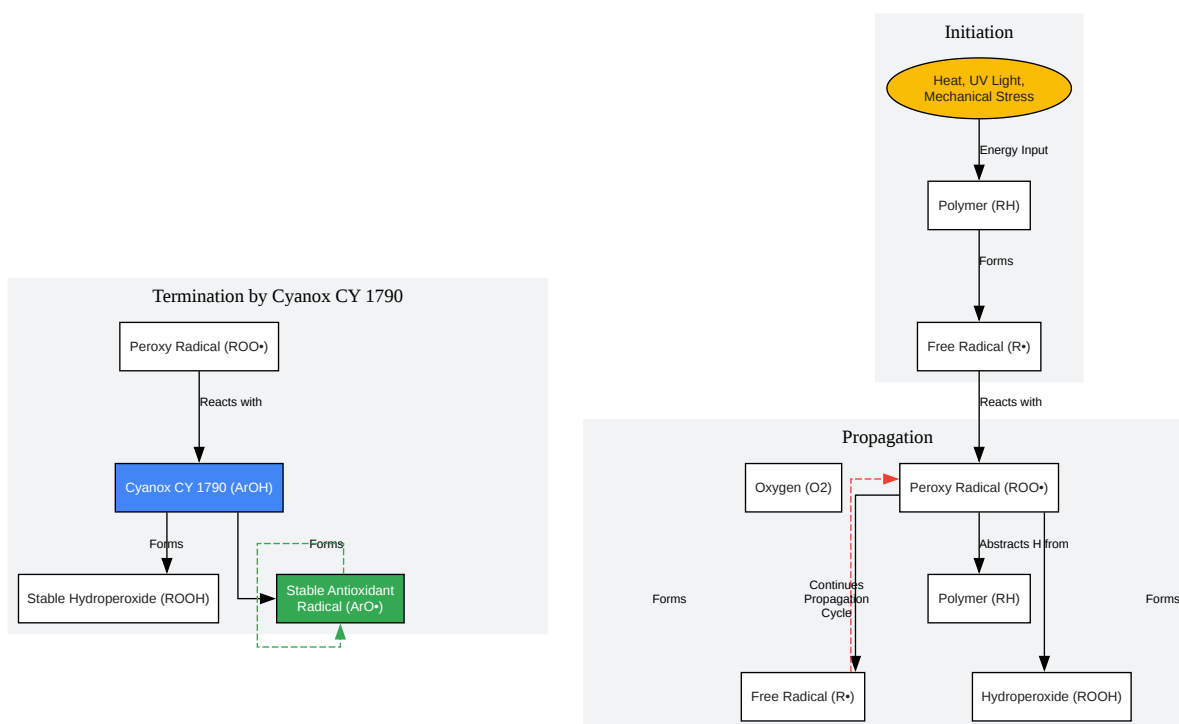 Initiation
Heat, UV Light,
Mechanical Stress
Energy Input
Polymer (RH)
Forms
Free Radical (R•)
Reacts with
Termination by Cyanox CY 1790
Peroxy Radical (ROO•)
Reacts with
Cyanox CY 1790 (ArOH)
Forms
Forms
Stable Hydroperoxide (ROOH)
Stable Antioxidant
Radical (ArO•)
Propagation
Oxygen (O2)
Peroxy Radical (ROO•)
Abstracts H from
Forms
Continues
Propagation
Cycle
Polymer (RH)
Forms
Free Radical (R•)
Hydroperoxide (ROOH)